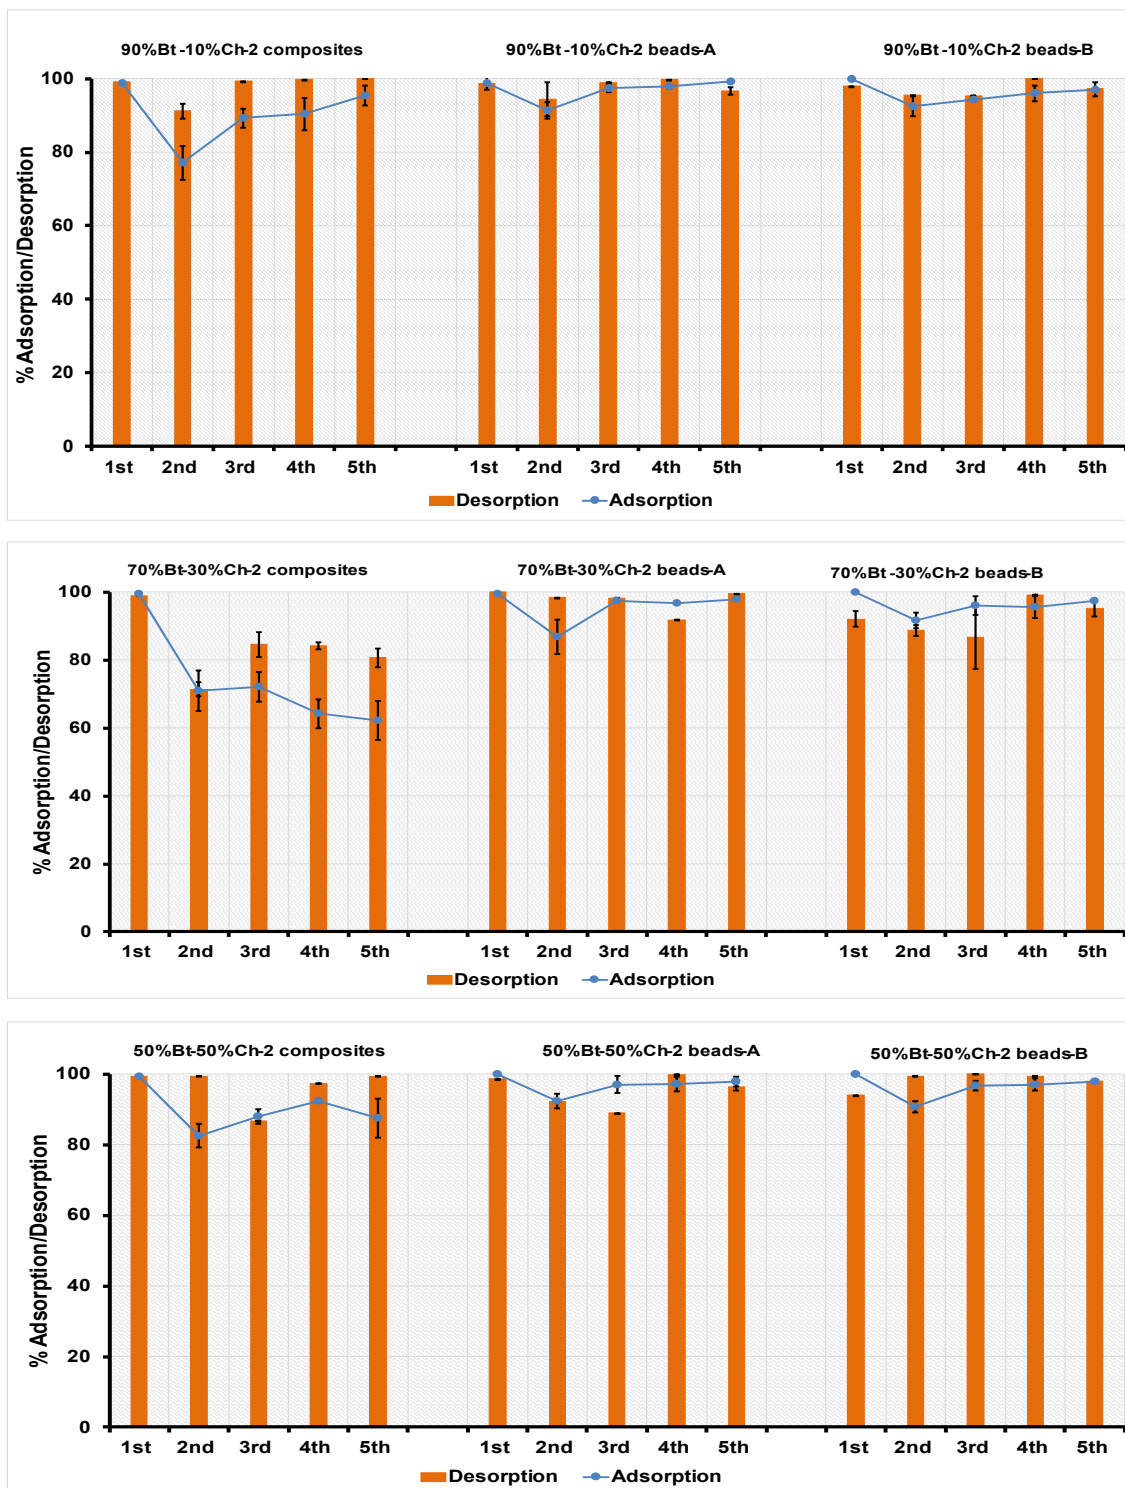 90%Bt -10%Ch-2 composites 90%Bt -10%Ch-2 beads-A 90%Bt -10%Ch-2 beads-B
% Adsorption/Desorption
100
80
60
40
20
0
1st 2nd 3rd 4th 5th 1st 2nd 3rd 4th 5th 1st 2nd 3rd 4th 5th
Desorption Adsorption
70%Bt-30%Ch-2 composites 70%Bt-30%Ch-2 beads-A 70%Bt -30%Ch-2 beads-B
% Adsorption/Desorption
100
80
60
40
20
0
1st 2nd 3rd 4th 5th 1st 2nd 3rd 4th 5th 1st 2nd 3rd 4th 5th
Desorption Adsorption
50%Bt-50%Ch-2 composites 50%Bt-50%Ch-2 beads-A 50%Bt-50%Ch-2 beads-B
% Adsorption/Desorption
100
80
60
40
20
0
1st 2nd 3rd 4th 5th 1st 2nd 3rd 4th 5th 1st 2nd 3rd 4th 5th
Desorption Adsorption